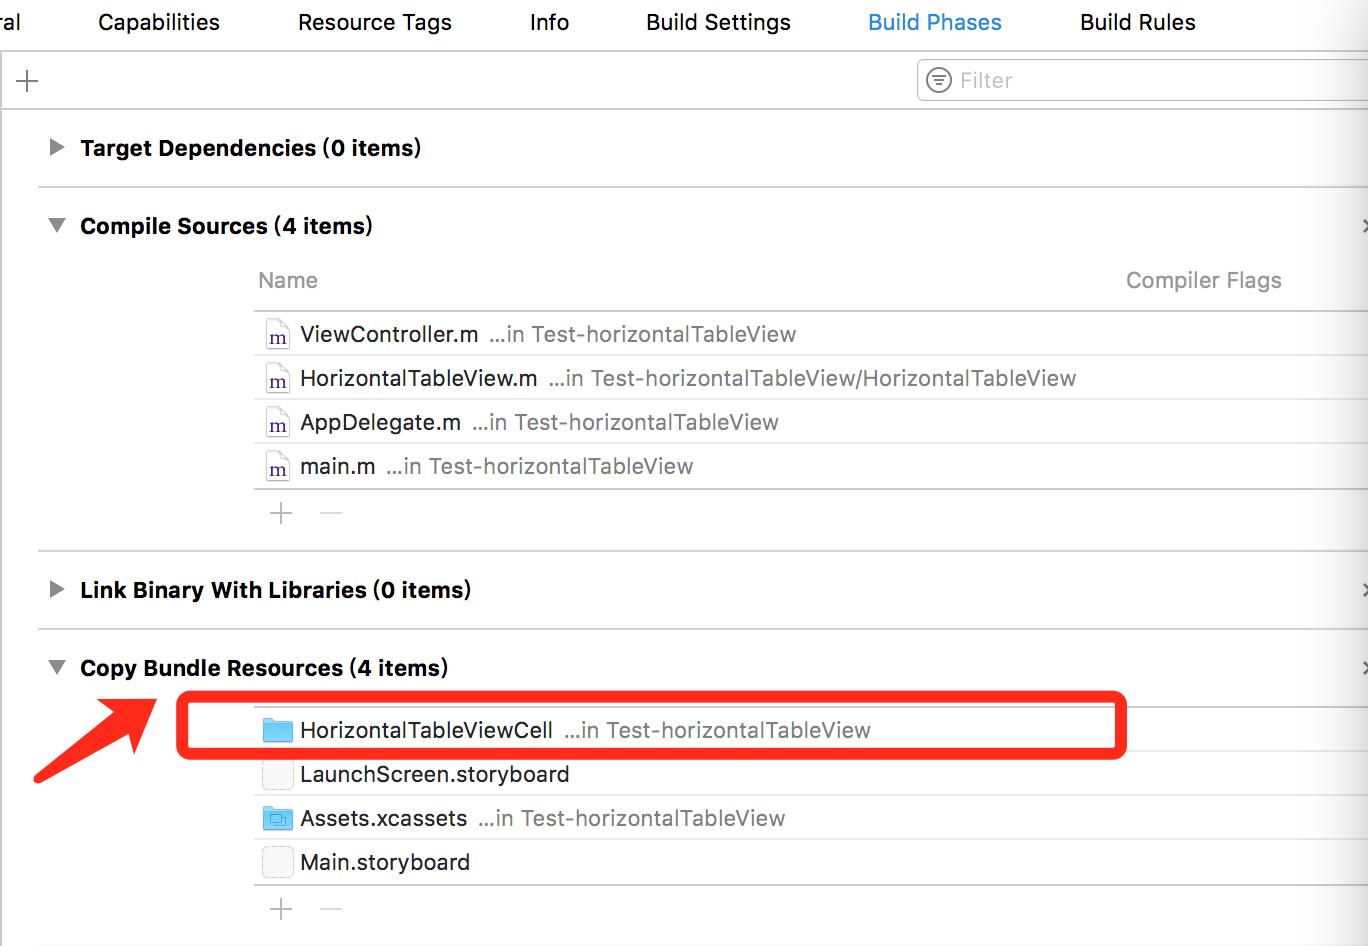 ral Capabilities Resource Tags Info Build Settings Build Phases Build Rules
Filter
Target Dependencies (0 items)
Compile Sources (4 items)
Name Compiler Flags
m ViewController.m ...in Test-horizontalTableView
m HorizontalTableView.m ...in Test-horizontalTableView/HorizontalTableView
m AppDelegate.m ...in Test-horizontalTableView
m main.m ...in Test-horizontalTableView
Link Binary With Libraries (0 items)
Copy Bundle Resources (4 items)
HorizontalTableViewCell ...in Test-horizontalTableView
LaunchScreen.storyboard
Assets.xcassets ...in Test-horizontalTableView
Main.storyboard